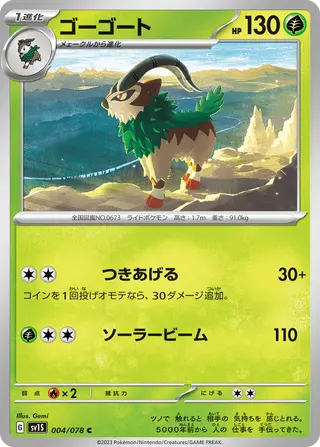 1進化
ゴーゴート
HP 130
メェークルから進化
全国図鑑NO.0673 ライドポケモン 高さ:1.7m 重さ:91.0kg
つきあげる 30+
コインを1回投げオモテなら、30ダメージ追加。
ソーラービーム 110
弱点 ×2 抵抗力 にげる
Illus. Gemi
G sv1S 004/078 C
ツノで触れると 相手の 気持ちが わかる。
5000年前から 人の 仕事を 手伝う。
©2023 Pokémon/Nintendo/Creatures/GAME FREAK.